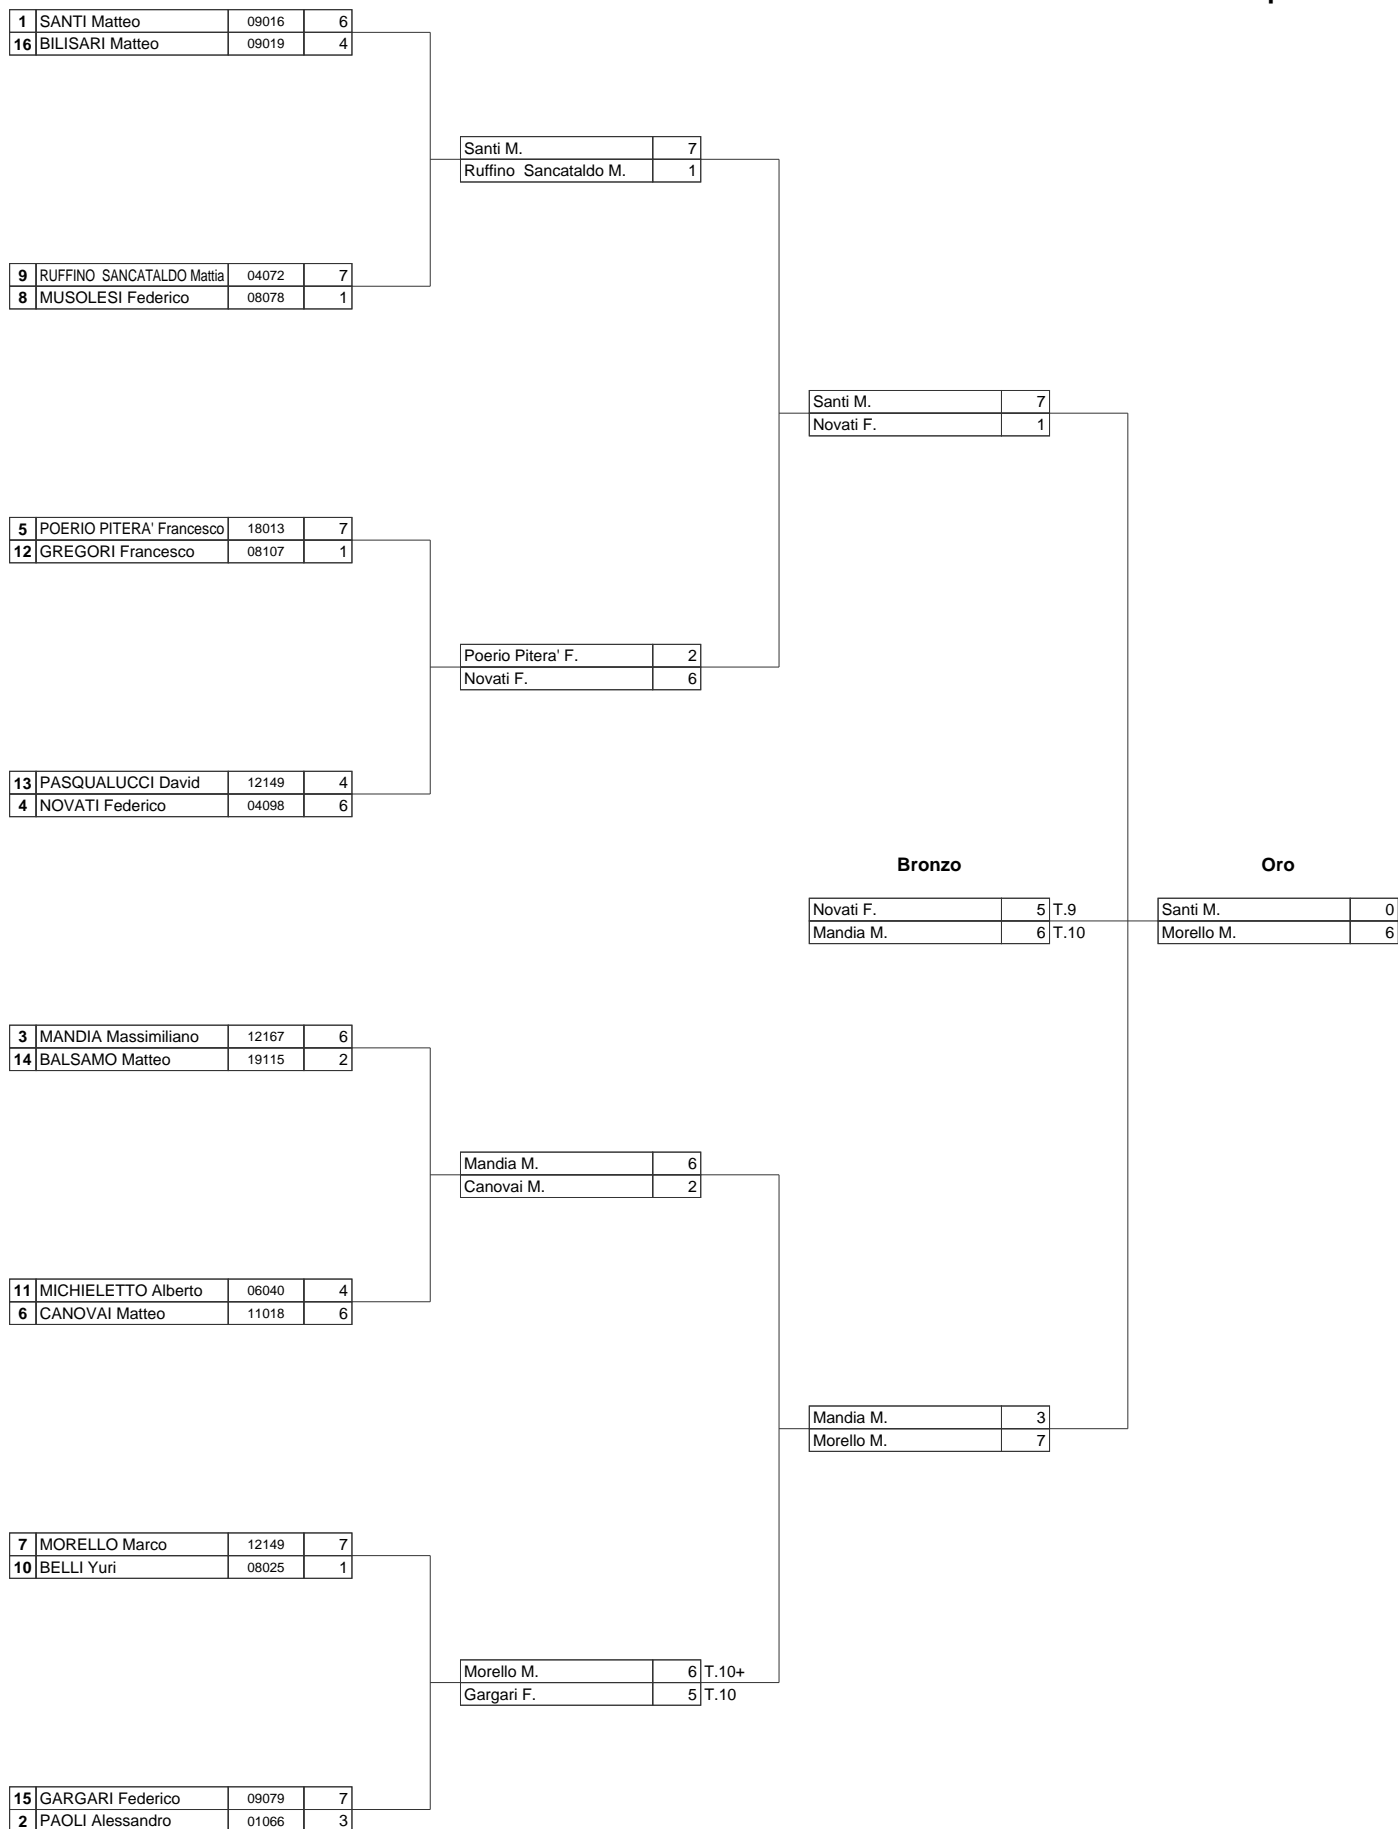 1 SANTI Matteo 09016 6
16 BILISARI Matteo 09019 4
Santi M. 7
Ruffino Sancataldo M. 1
9 RUFFINO SANCATALDO Mattia 04072 7
8 MUSOLESI Federico 08078 1
Santi M. 7
Novati F. 1
5 POERIO PITERA' Francesco 18013 7
12 GREGORI Francesco 08107 1
Poerio Pitera' F. 2
Novati F. 6
13 PASQUALUCCI David 12149 4
4 NOVATI Federico 04098 6
Bronzo Oro
Novati F. 5 T.9 Santi M. 0
Mandia M. 6 T.10 Morello M. 6
3 MANDIA Massimiliano 12167 6
14 BALSAMO Matteo 19115 2
Mandia M. 6
Canovai M. 2
11 MICHIELETTO Alberto 06040 4
6 CANOVAI Matteo 11018 6
Mandia M. 3
Morello M. 7
7 MORELLO Marco 12149 7
10 BELLI Yuri 08025 1
Morello M. 6 T.10+
Gargari F. 5 T.10
15 GARGARI Federico 09079 7
2 PAOLI Alessandro 01066 3